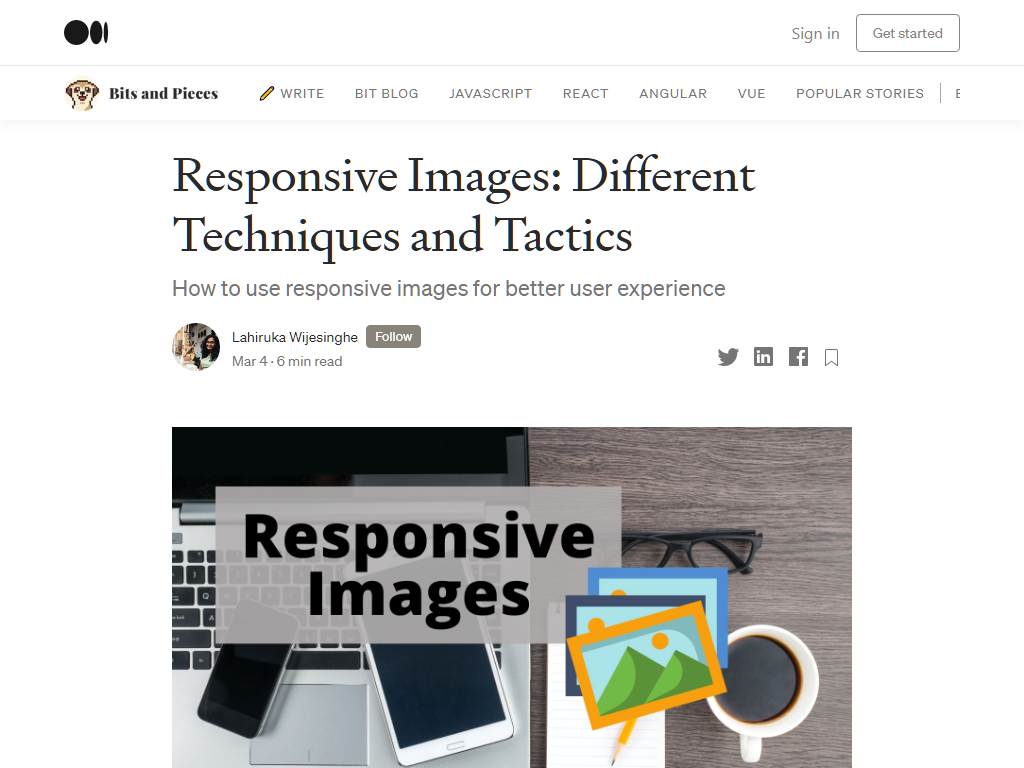 Sign in
Get started
Bits and Pieces
WRITE
BIT BLOG
JAVASCRIPT
REACT
ANGULAR
VUE
POPULAR STORIES
Responsive Images: Different
Techniques and Tactics
How to use responsive images for better user experience
Lahiruka Wijesinghe
Follow
Mar 4 · 6 min read
Responsive
Images